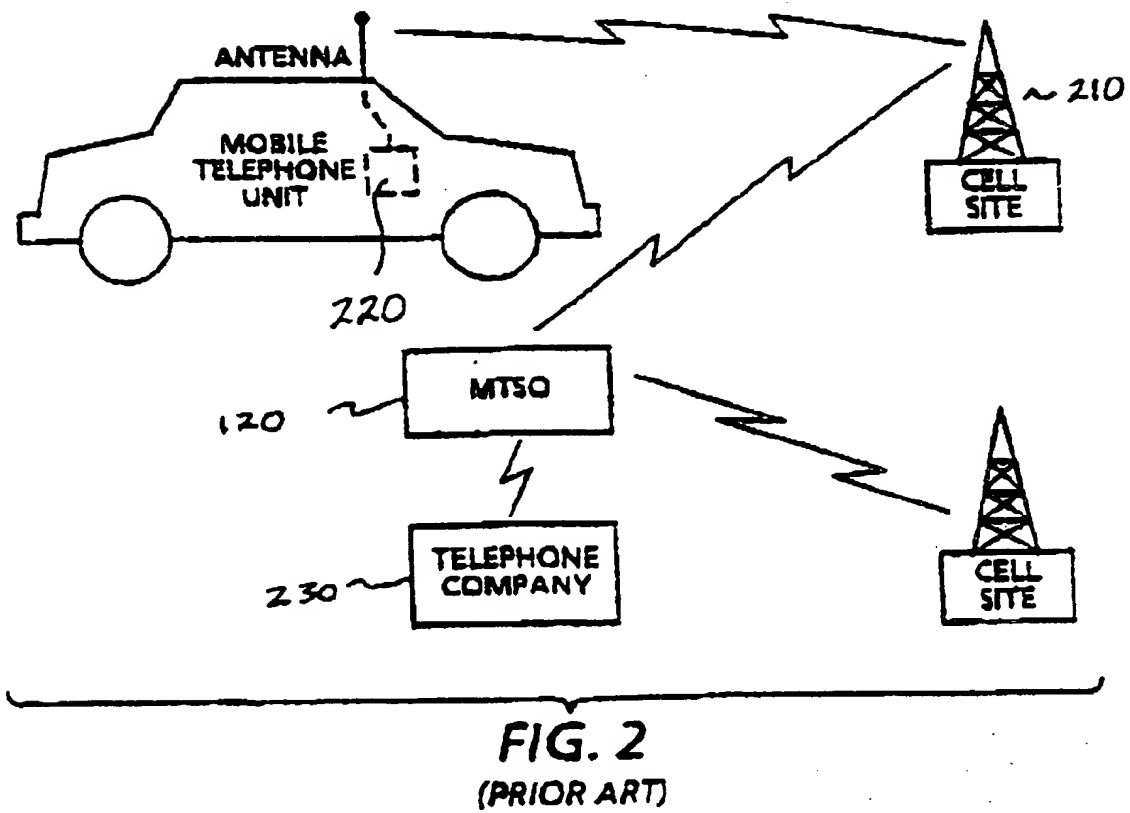 ANTENNA
210
MOBILE
TELEPHONE
UNIT
CELL
SITE
220
MTSO
120
TELEPHONE
COMPANY
230
CELL
SITE
FIG. 2
(PRIOR ART)